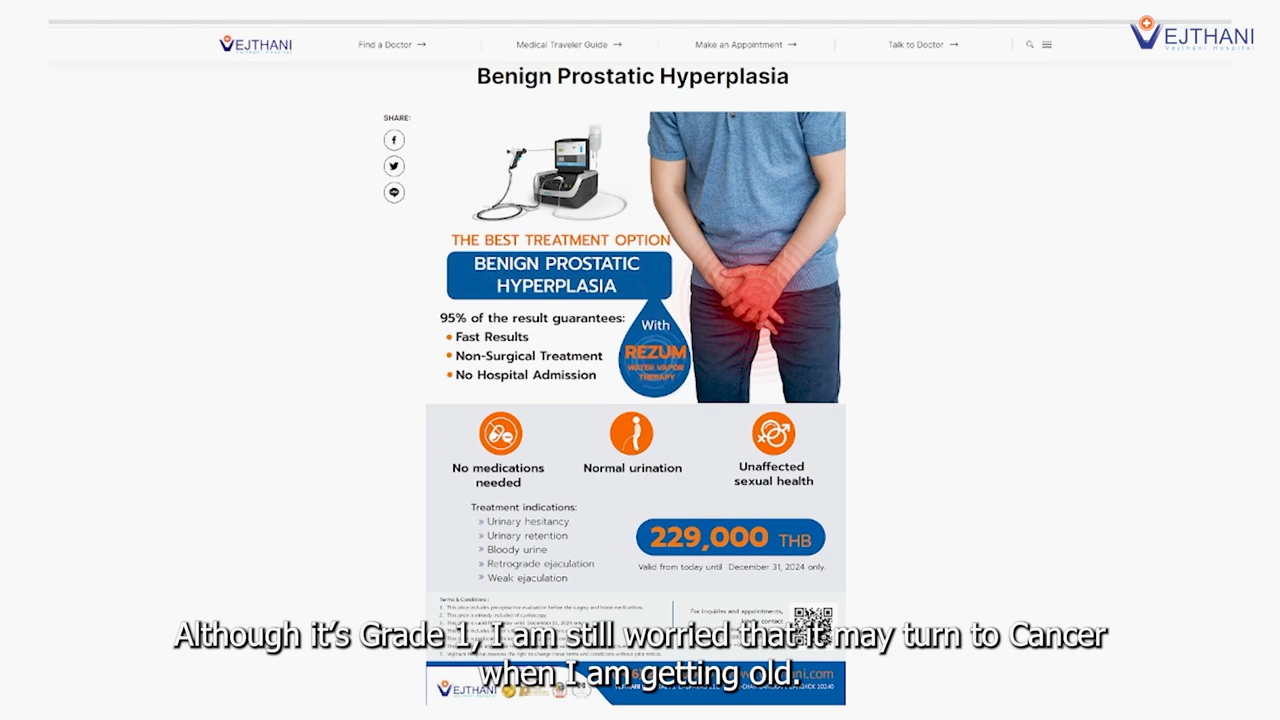 VEJTHANI
Vejthani Hospital
VEJTHANI
Find a Doctor →
Medical Traveler Guide →
Make an Appointment →
Talk to Doctor →
Benign Prostatic Hyperplasia
SHARE:
THE BEST TREATMENT OPTION
BENIGN PROSTATIC
HYPERPLASIA
With
REZUM
WATER VAPOR
THERAPY
95% of the result guarantees:
• Fast Results
• Non-Surgical Treatment
• No Hospital Admission
No medications
needed
Normal urination
Unaffected
sexual health
Treatment indications:
» Urinary hesitancy
» Urinary retention
» Bloody urine
» Retrograde ejaculation
» Weak ejaculation
229,000 THB
Valid from today until December 31, 2024 only.
Terms & Conditions :
For inquiries and appointments,
contact
Although it's Grade 1, I am still worried that it may turn to Cancer
when I am getting old.
VEJTHANI